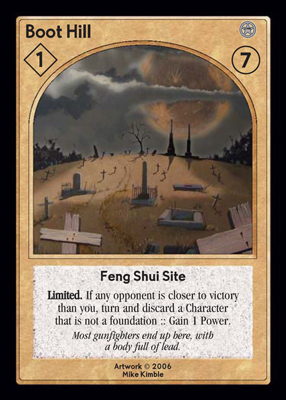 Boot Hill
1
7
Feng Shui Site
Limited. If any opponent is closer to victory
than you, turn and discard a Character
that is not a foundation :: Gain 1 Power.
Most gunfighters end up here, with
a body full of lead.
Artwork © 2006
Mike Kimble